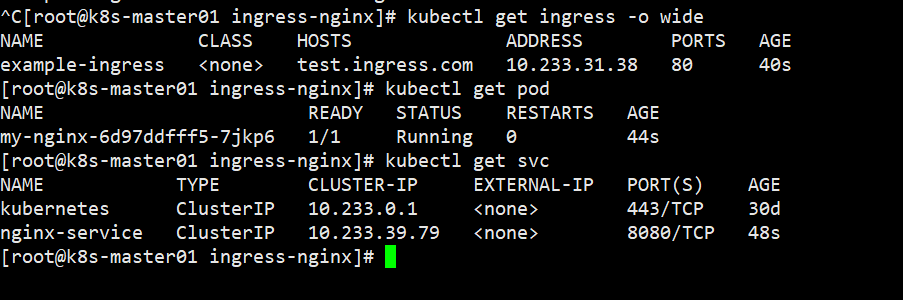 ^C[root@k8s-master01 ingress-nginx]# kubectl get ingress -o wide
NAME CLASS HOSTS ADDRESS PORTS AGE
example-ingress <none> test.ingress.com 10.233.31.38 80 40s
[root@k8s-master01 ingress-nginx]# kubectl get pod
NAME READY STATUS RESTARTS AGE
my-nginx-6d97ddfff5-7jkp6 1/1 Running 0 44s
[root@k8s-master01 ingress-nginx]# kubectl get svc
NAME TYPE CLUSTER-IP EXTERNAL-IP PORT(S) AGE
kubernetes ClusterIP 10.233.0.1 <none> 443/TCP 30d
nginx-service ClusterIP 10.233.39.79 <none> 8080/TCP 48s
[root@k8s-master01 ingress-nginx]#